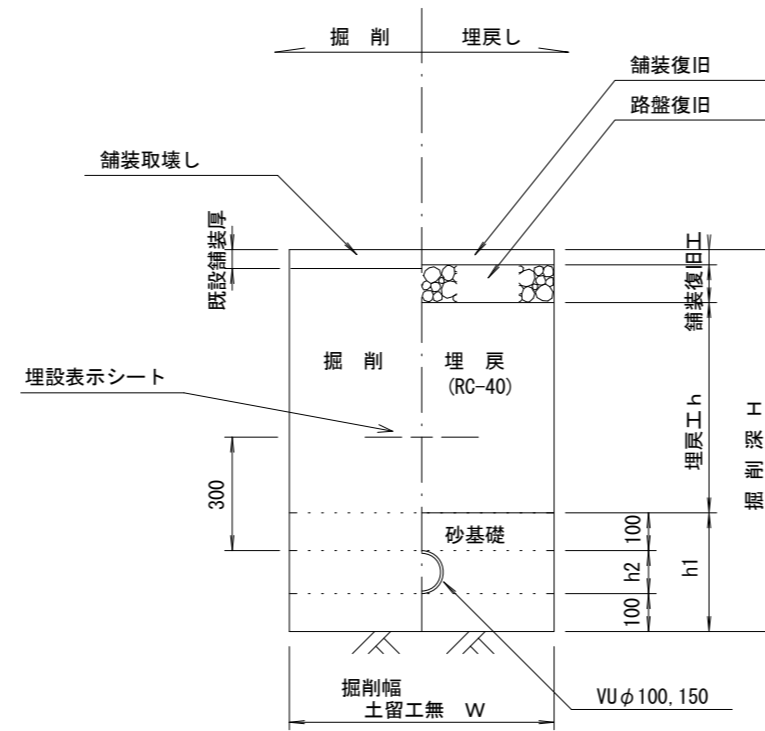 掘 削
埋戻し
舗装復旧
路盤復旧
舗装取壊し
既設舗装厚
舗装復旧工
掘 削
埋 戻
(RC-40)
埋設表示シート
埋戻工ｈ
掘 削 深 Ｈ
300
砂基礎
100
h2
100
h1
掘削幅
土留工無 Ｗ
VUφ100,150